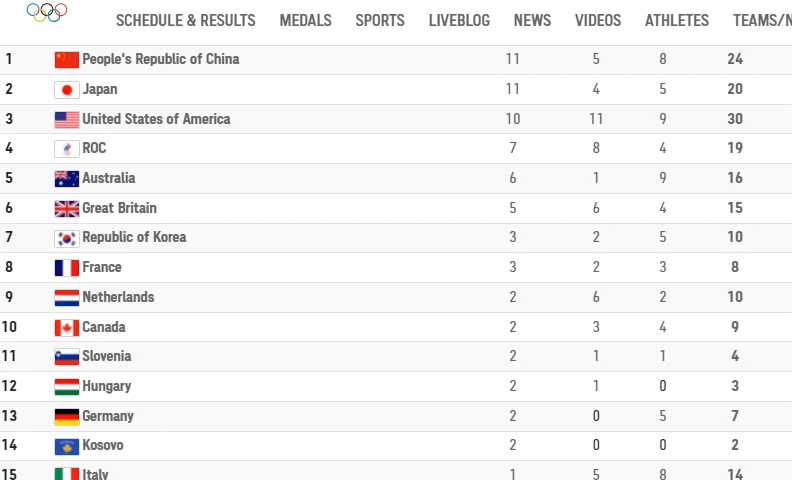 SCHEDULE & RESULTS MEDALS SPORTS LIVEBLOG NEWS VIDEOS ATHLETES TEAMS/N
1 People's Republic of China 11 5 8 24
2 Japan 11 4 5 20
3 United States of America 10 11 9 30
4 ROC 7 8 4 19
5 Australia 6 1 9 16
6 Great Britain 5 6 4 15
7 Republic of Korea 3 2 5 10
8 France 3 2 3 8
9 Netherlands 2 6 2 10
10 Canada 2 3 4 9
11 Slovenia 2 1 1 4
12 Hungary 2 1 0 3
13 Germany 2 0 5 7
14 Kosovo 2 0 0 2
15 Italy 1 5 8 14